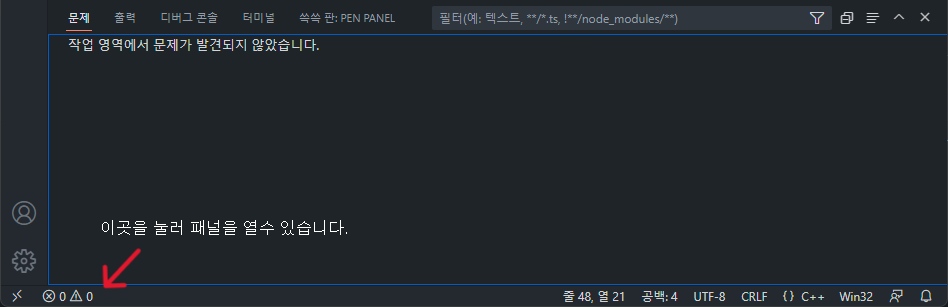 문제 출력 디버그 콘솔 터미널 쓱쓱 판: PEN PANEL 필터(예: 텍스트, **/*.ts, !**/node_modules/**)
작업 영역에서 문제가 발견되지 않았습니다.
이곳을 눌러 패널을 열수 있습니다.
0 0 줄 48, 열 21 공백: 4 UTF-8 CRLF {} C++ Win32